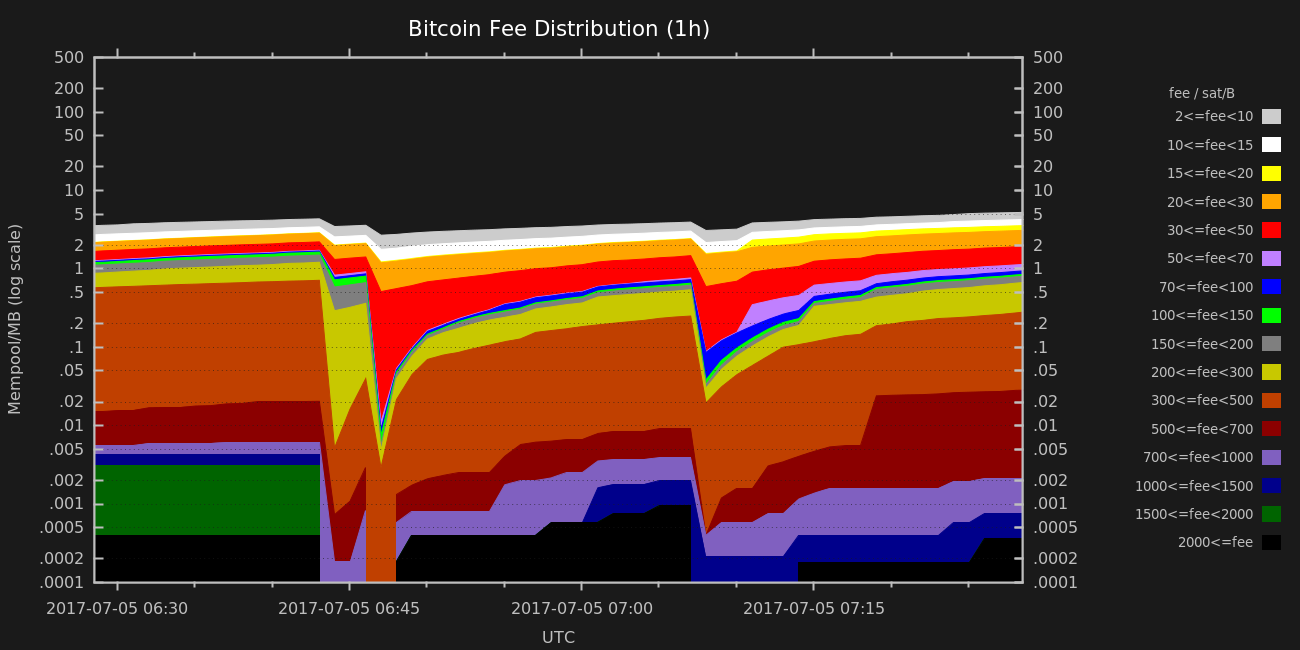 Bitcoin Fee Distribution (1h)
500 500
200 200
100 100
50 50
20 20
10 10
5 5
2 2
1 1
.5 .5
.2 .2
.1 .1
.05 .05
.02 .02
.01 .01
.005 .005
.002 .002
.001 .001
.0005 .0005
.0002 .0002
.0001 .0001
Mempool/MB (log scale)
2017-07-05 06:30 2017-07-05 06:45 2017-07-05 07:00 2017-07-05 07:15
UTC
fee / sat/B
2<=fee<10
10<=fee<15
15<=fee<20
20<=fee<30
30<=fee<50
50<=fee<70
70<=fee<100
100<=fee<150
150<=fee<200
200<=fee<300
300<=fee<500
500<=fee<700
700<=fee<1000
1000<=fee<1500
1500<=fee<2000
2000<=fee